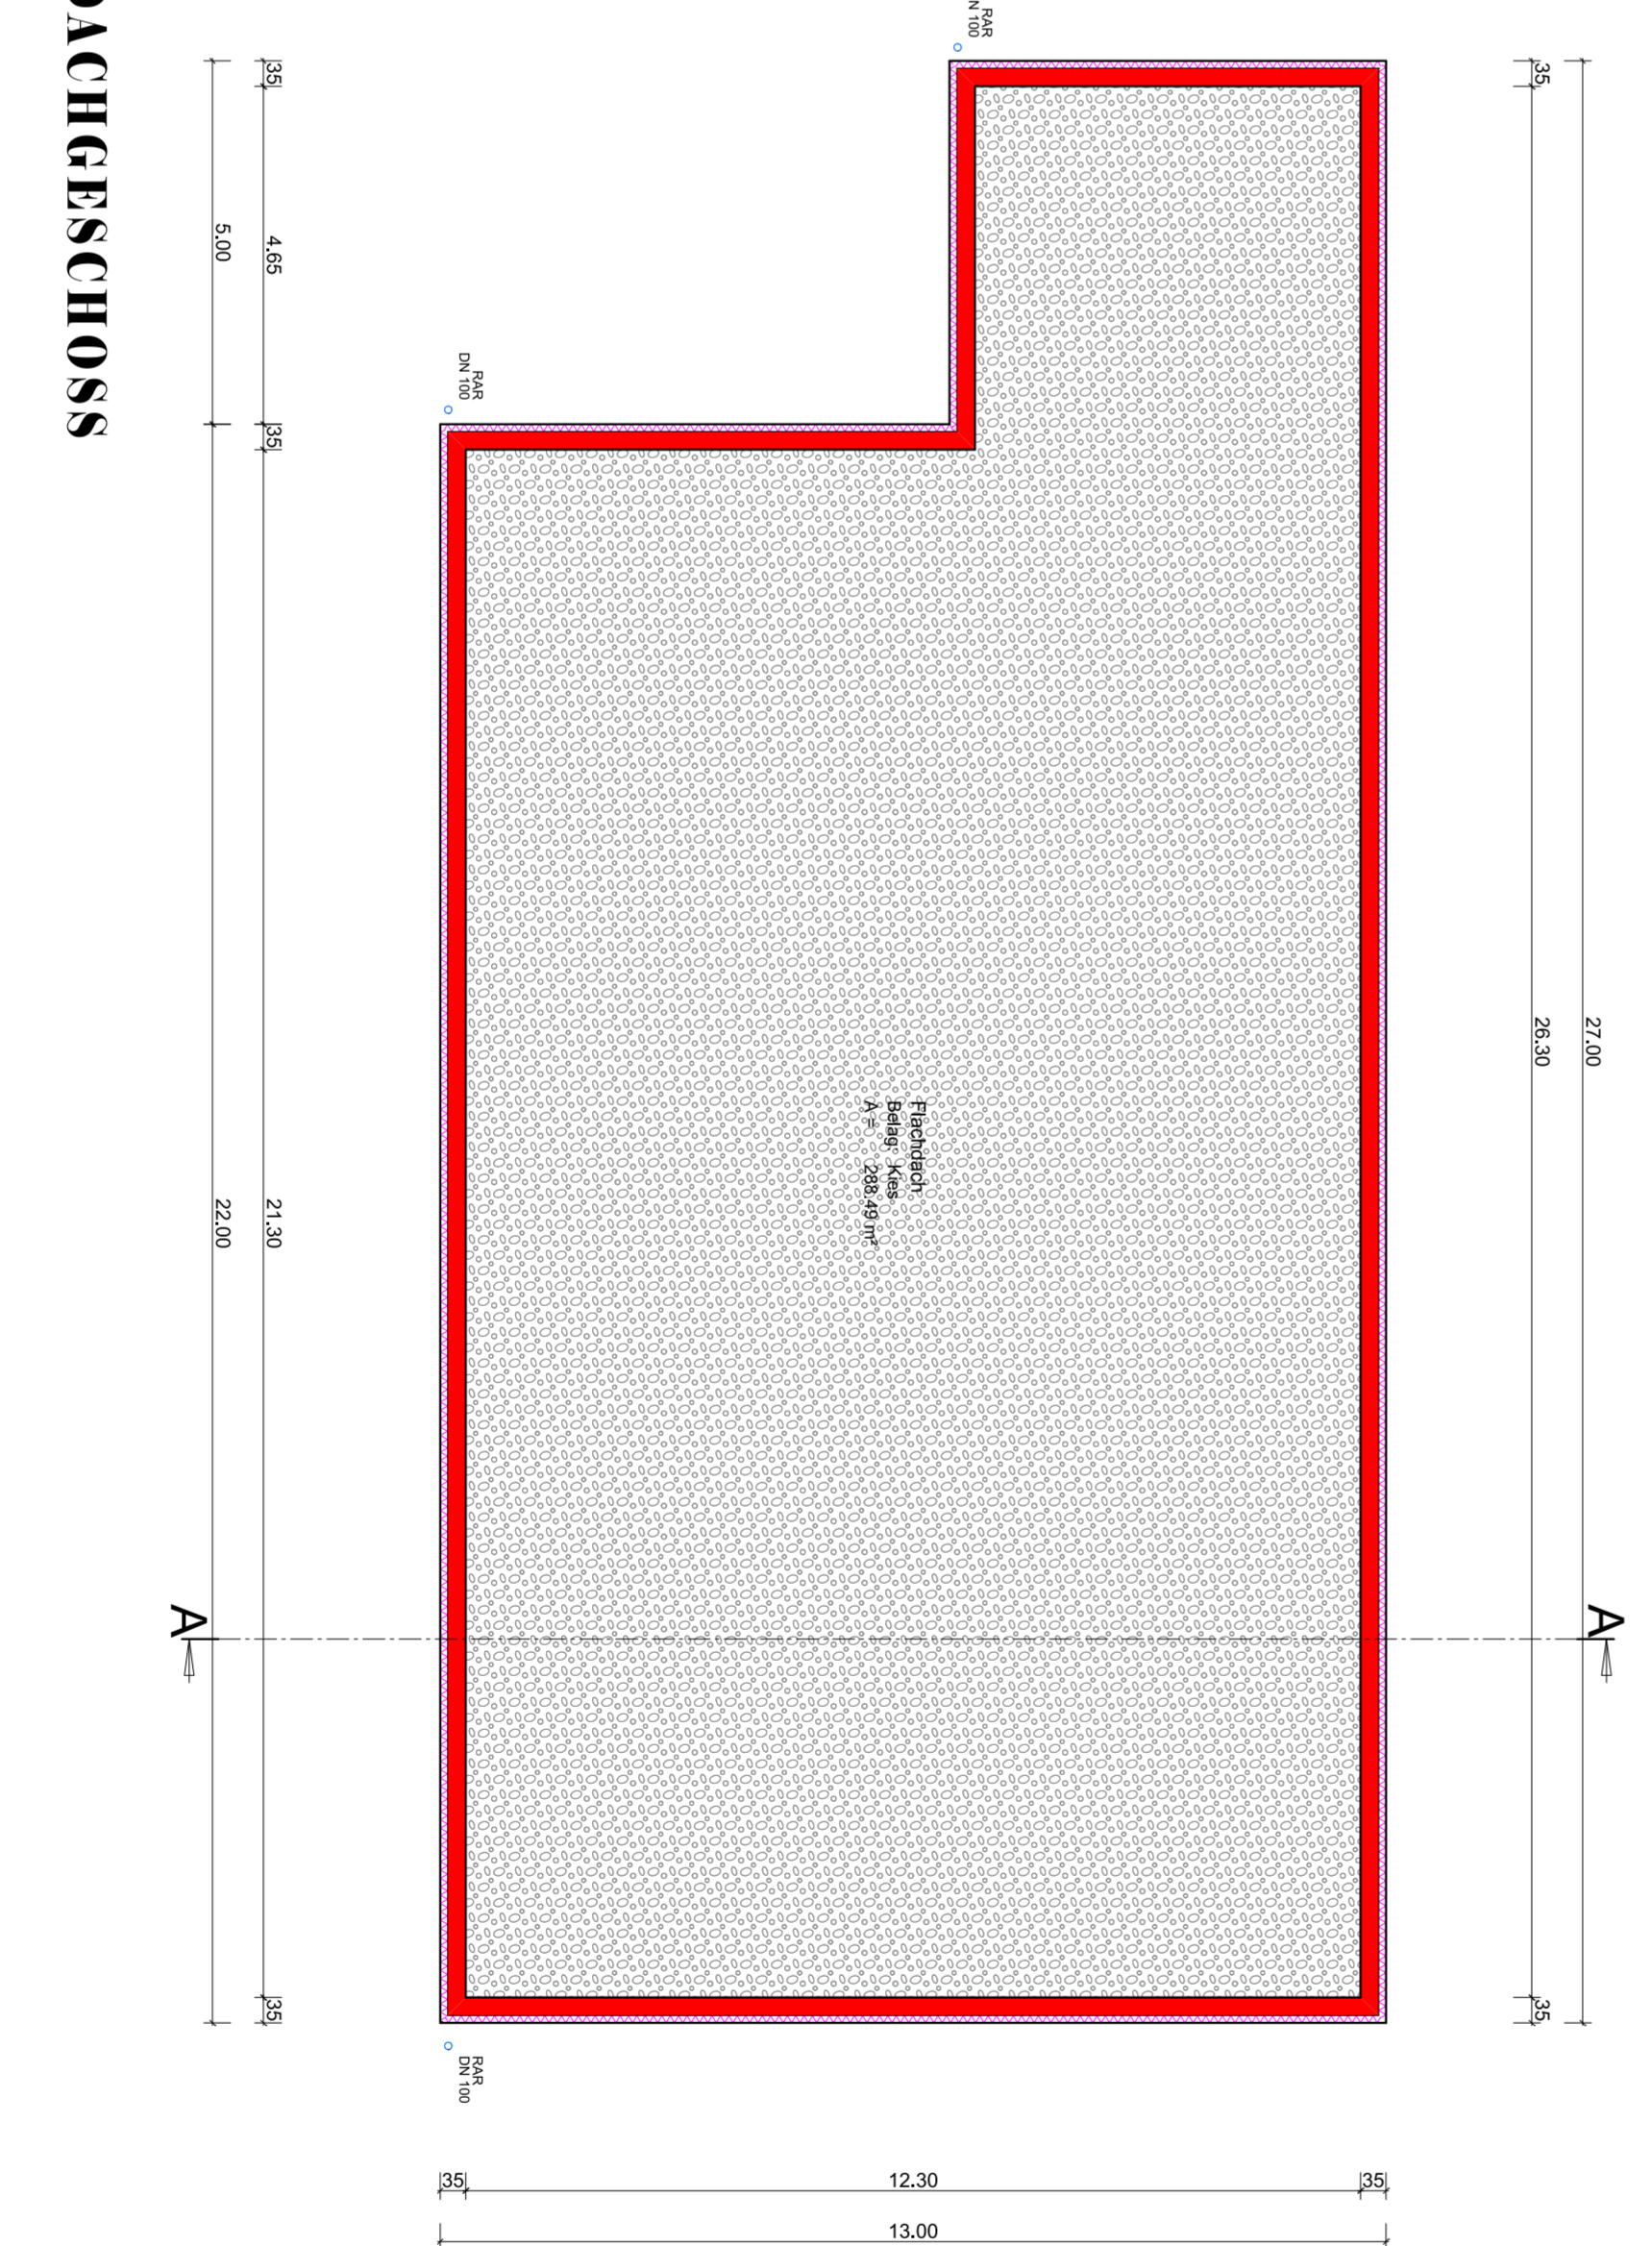 DACHGESCHOSS
RAR
DN 100
RAR
DN 100
RAR
DN 100
Flachdach
Belag: Kies
A = 288.49 m²
27.00
35
26.30
35
35
4.65
35
21.30
35
5.00
22.00
A
A
35
12.30
35
13.00